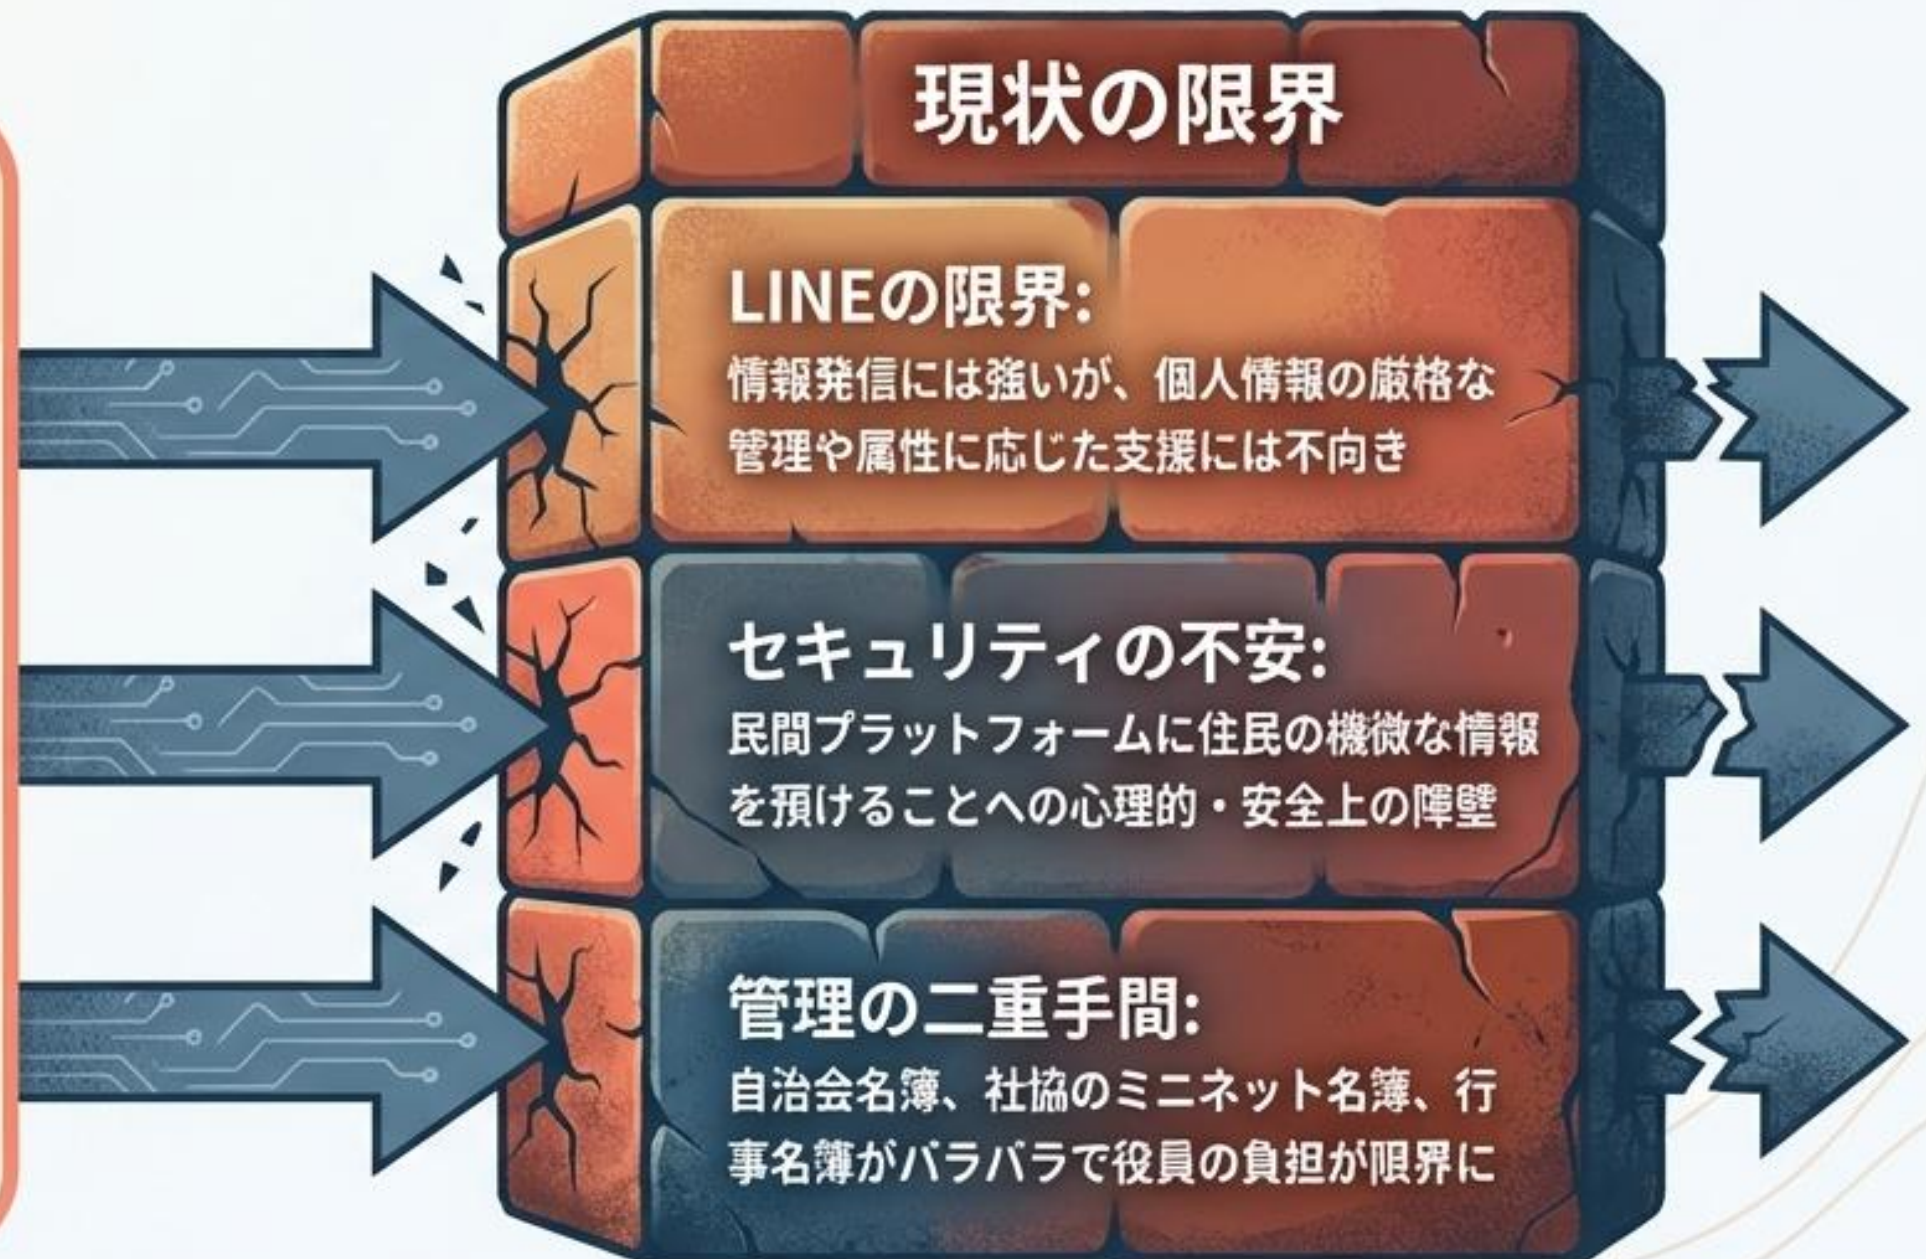 現状の限界
LINEの限界:
情報発信には強いが、個人情報の厳格な
管理や属性に応じた支援には不向き
セキュリティの不安:
民間プラットフォームに住民の機微な情報
を預けることへの心理的・安全上の障壁
管理の二重手間:
自治会名簿、社協のミニネット名簿、行
事名簿がバラバラで役員の負担が限界に